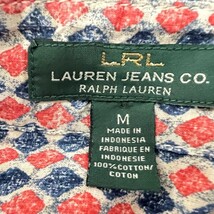 LRL
LAUREN JEANS CO.
RALPH LAUREN
M
MADE IN
INDONESIA
FABRIQUE EN
INDONESIE
100% COTTON/
COTON